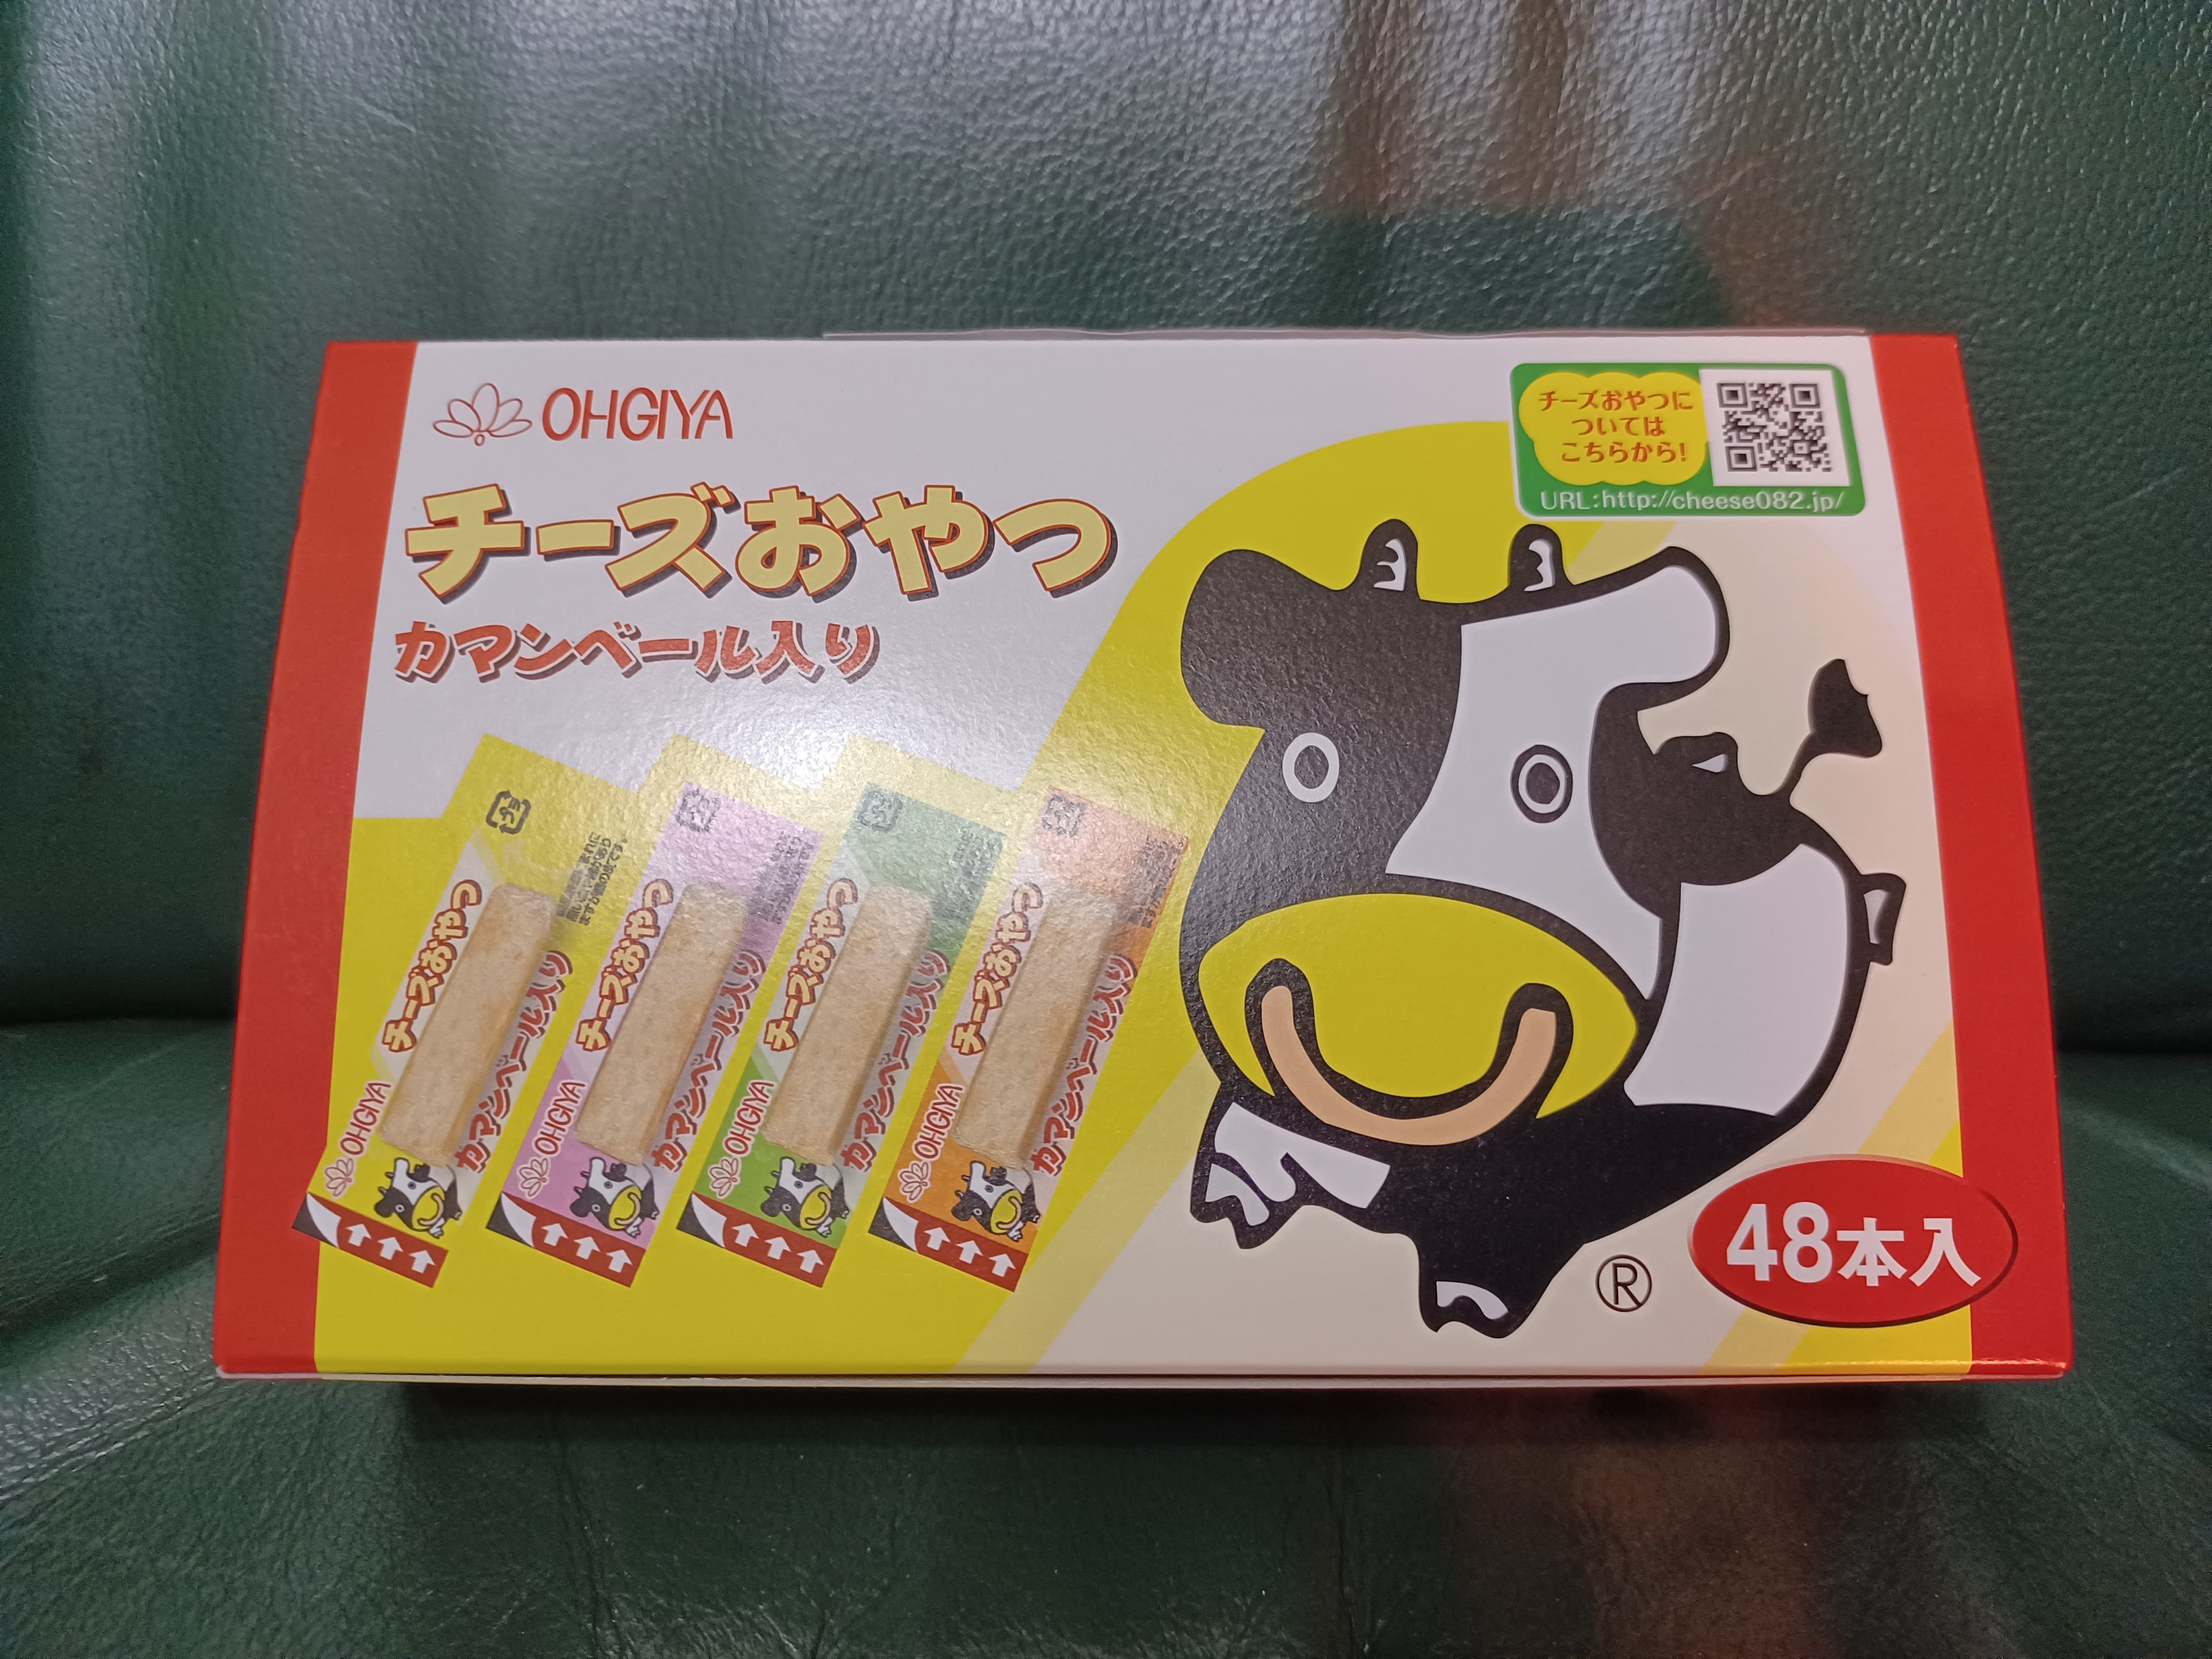 OHGIYA
チーズおやつ
カマンベール入り
チーズおやつに
ついては
こちらから!
URL:http://cheese082.jp/
チーズおやつ
カマンベール入り
OHGIYA
チーズおやつ
カマンベール入り
OHGIYA
チーズおやつ
カマンベール入り
OHGIYA
チーズおやつ
カマンベール入り
OHGIYA
®
48本入